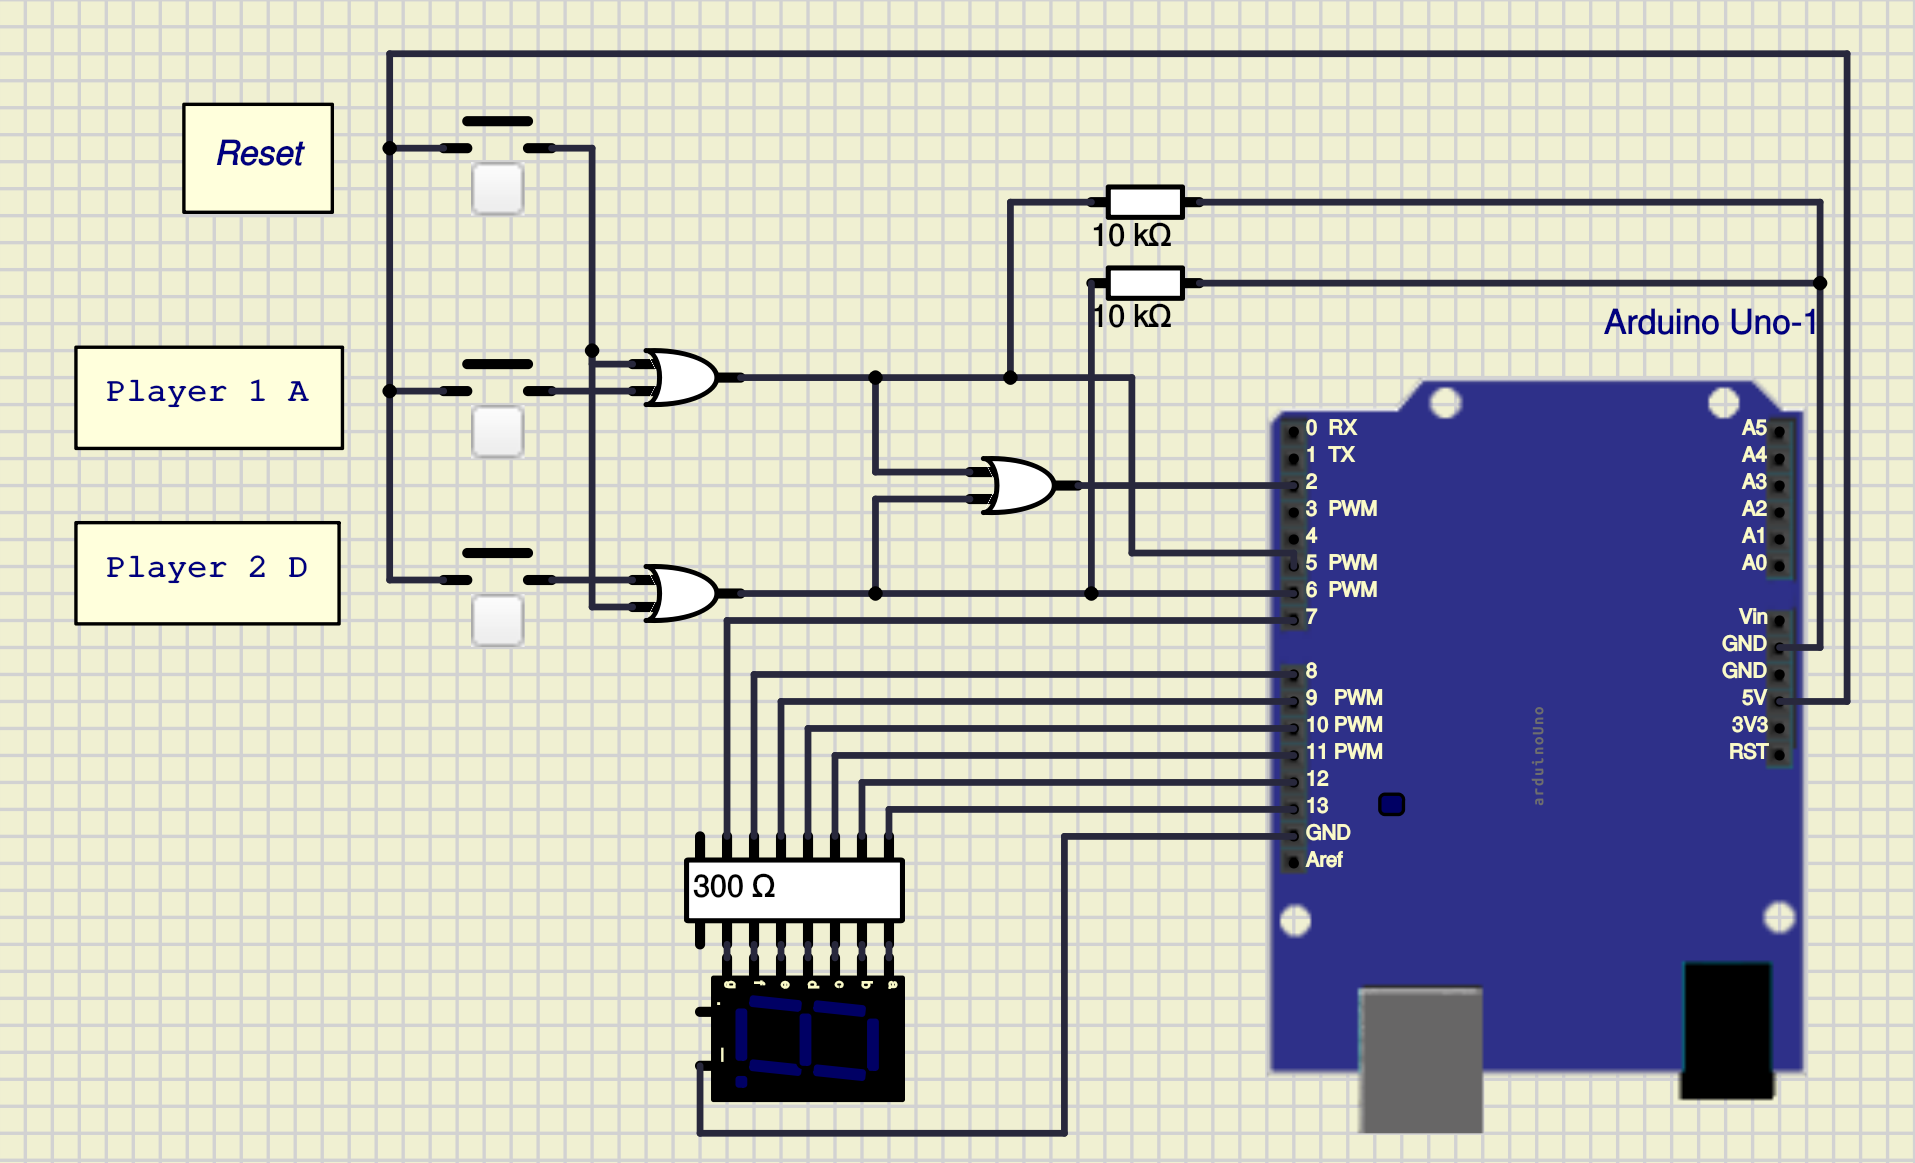 Reset
10 kΩ
10 kΩ
Arduino Uno-1
Player 1 A
Player 2 D
0 RX
1 TX
2
3 PWM
4
5 PWM
6 PWM
7
8
9 PWM
10 PWM
11 PWM
12
13
GND
Aref
A5
A4
A3
A2
A1
A0
Vin
GND
GND
5V
3V3
RST
arduinoUno
300 Ω
g f e d c b a